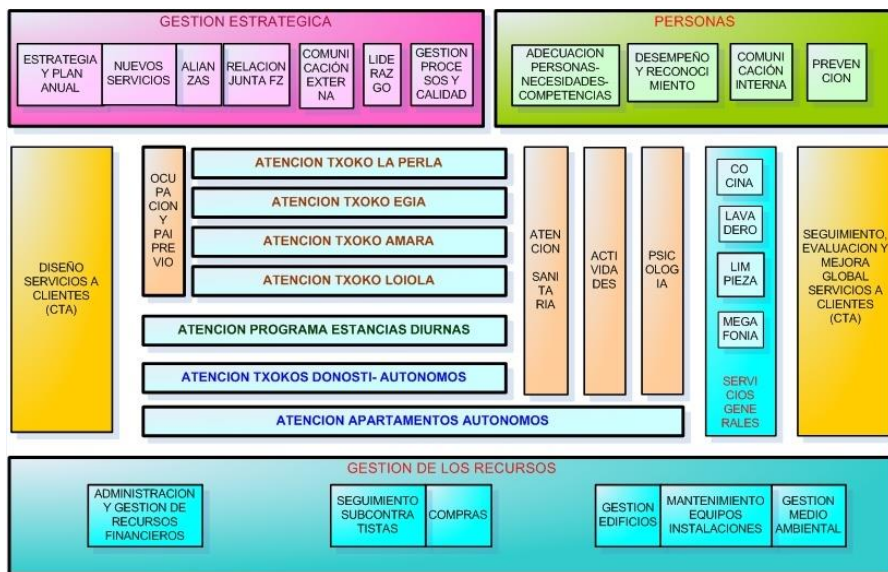 GESTION ESTRATEGICA
ESTRATEGIA
Y PLAN
ANUAL
NUEVOS
SERVICIOS
ALIAN
ZAS
RELACION
JUNTA FZ
COMUNI
CACIÓN
EXTER
NA
LIDE
RAZ
GO
GESTION
PROCE
SOS Y
CALIDAD
PERSONAS
ADECUACION
PERSONAS-
NECESIDADES-
COMPETENCIAS
DESEMPEÑO
Y RECONOCI
MIENTO
COMUNI
CACIÓN
INTERNA
PREVEN
CION
DISEÑO
SERVICIOS A
CLIENTES
(CTA)
OCU
PA
CION
Y
PAI
PRE
VIO
ATENCION TXOKO LA PERLA
ATENCION TXOKO EGIA
ATENCION TXOKO AMARA
ATENCION TXOKO LOIOLA
ATENCION PROGRAMA ESTANCIAS DIURNAS
ATENCION TXOKOS DONOSTI- AUTONOMOS
ATENCION APARTAMENTOS AUTONOMOS
ATEN
CION
SANI
TA
RIA
ACTI
VIDA
DES
PSIC
OLOG
IA
CO
CINA
LAVA
DERO
LIM
PIEZA
MEGA
FONIA
SERVI
CIOS
GENE
RALES
SEGUIMIENTO,
EVALUACION Y
MEJORA
GLOBAL
SERVICIOS A
CLIENTES
(CTA)
GESTION DE LOS RECURSOS
ADMINISTRACION
Y GESTION DE
RECURSOS
FINANCIEROS
SEGUIMIENTO
SUBCONTRA
TISTAS
COMPRAS
GESTION
EDIFICIOS
MANTENIMIENTO
EQUIPOS
INSTALACIONES
GESTION
MEDIO
AMBIENTAL